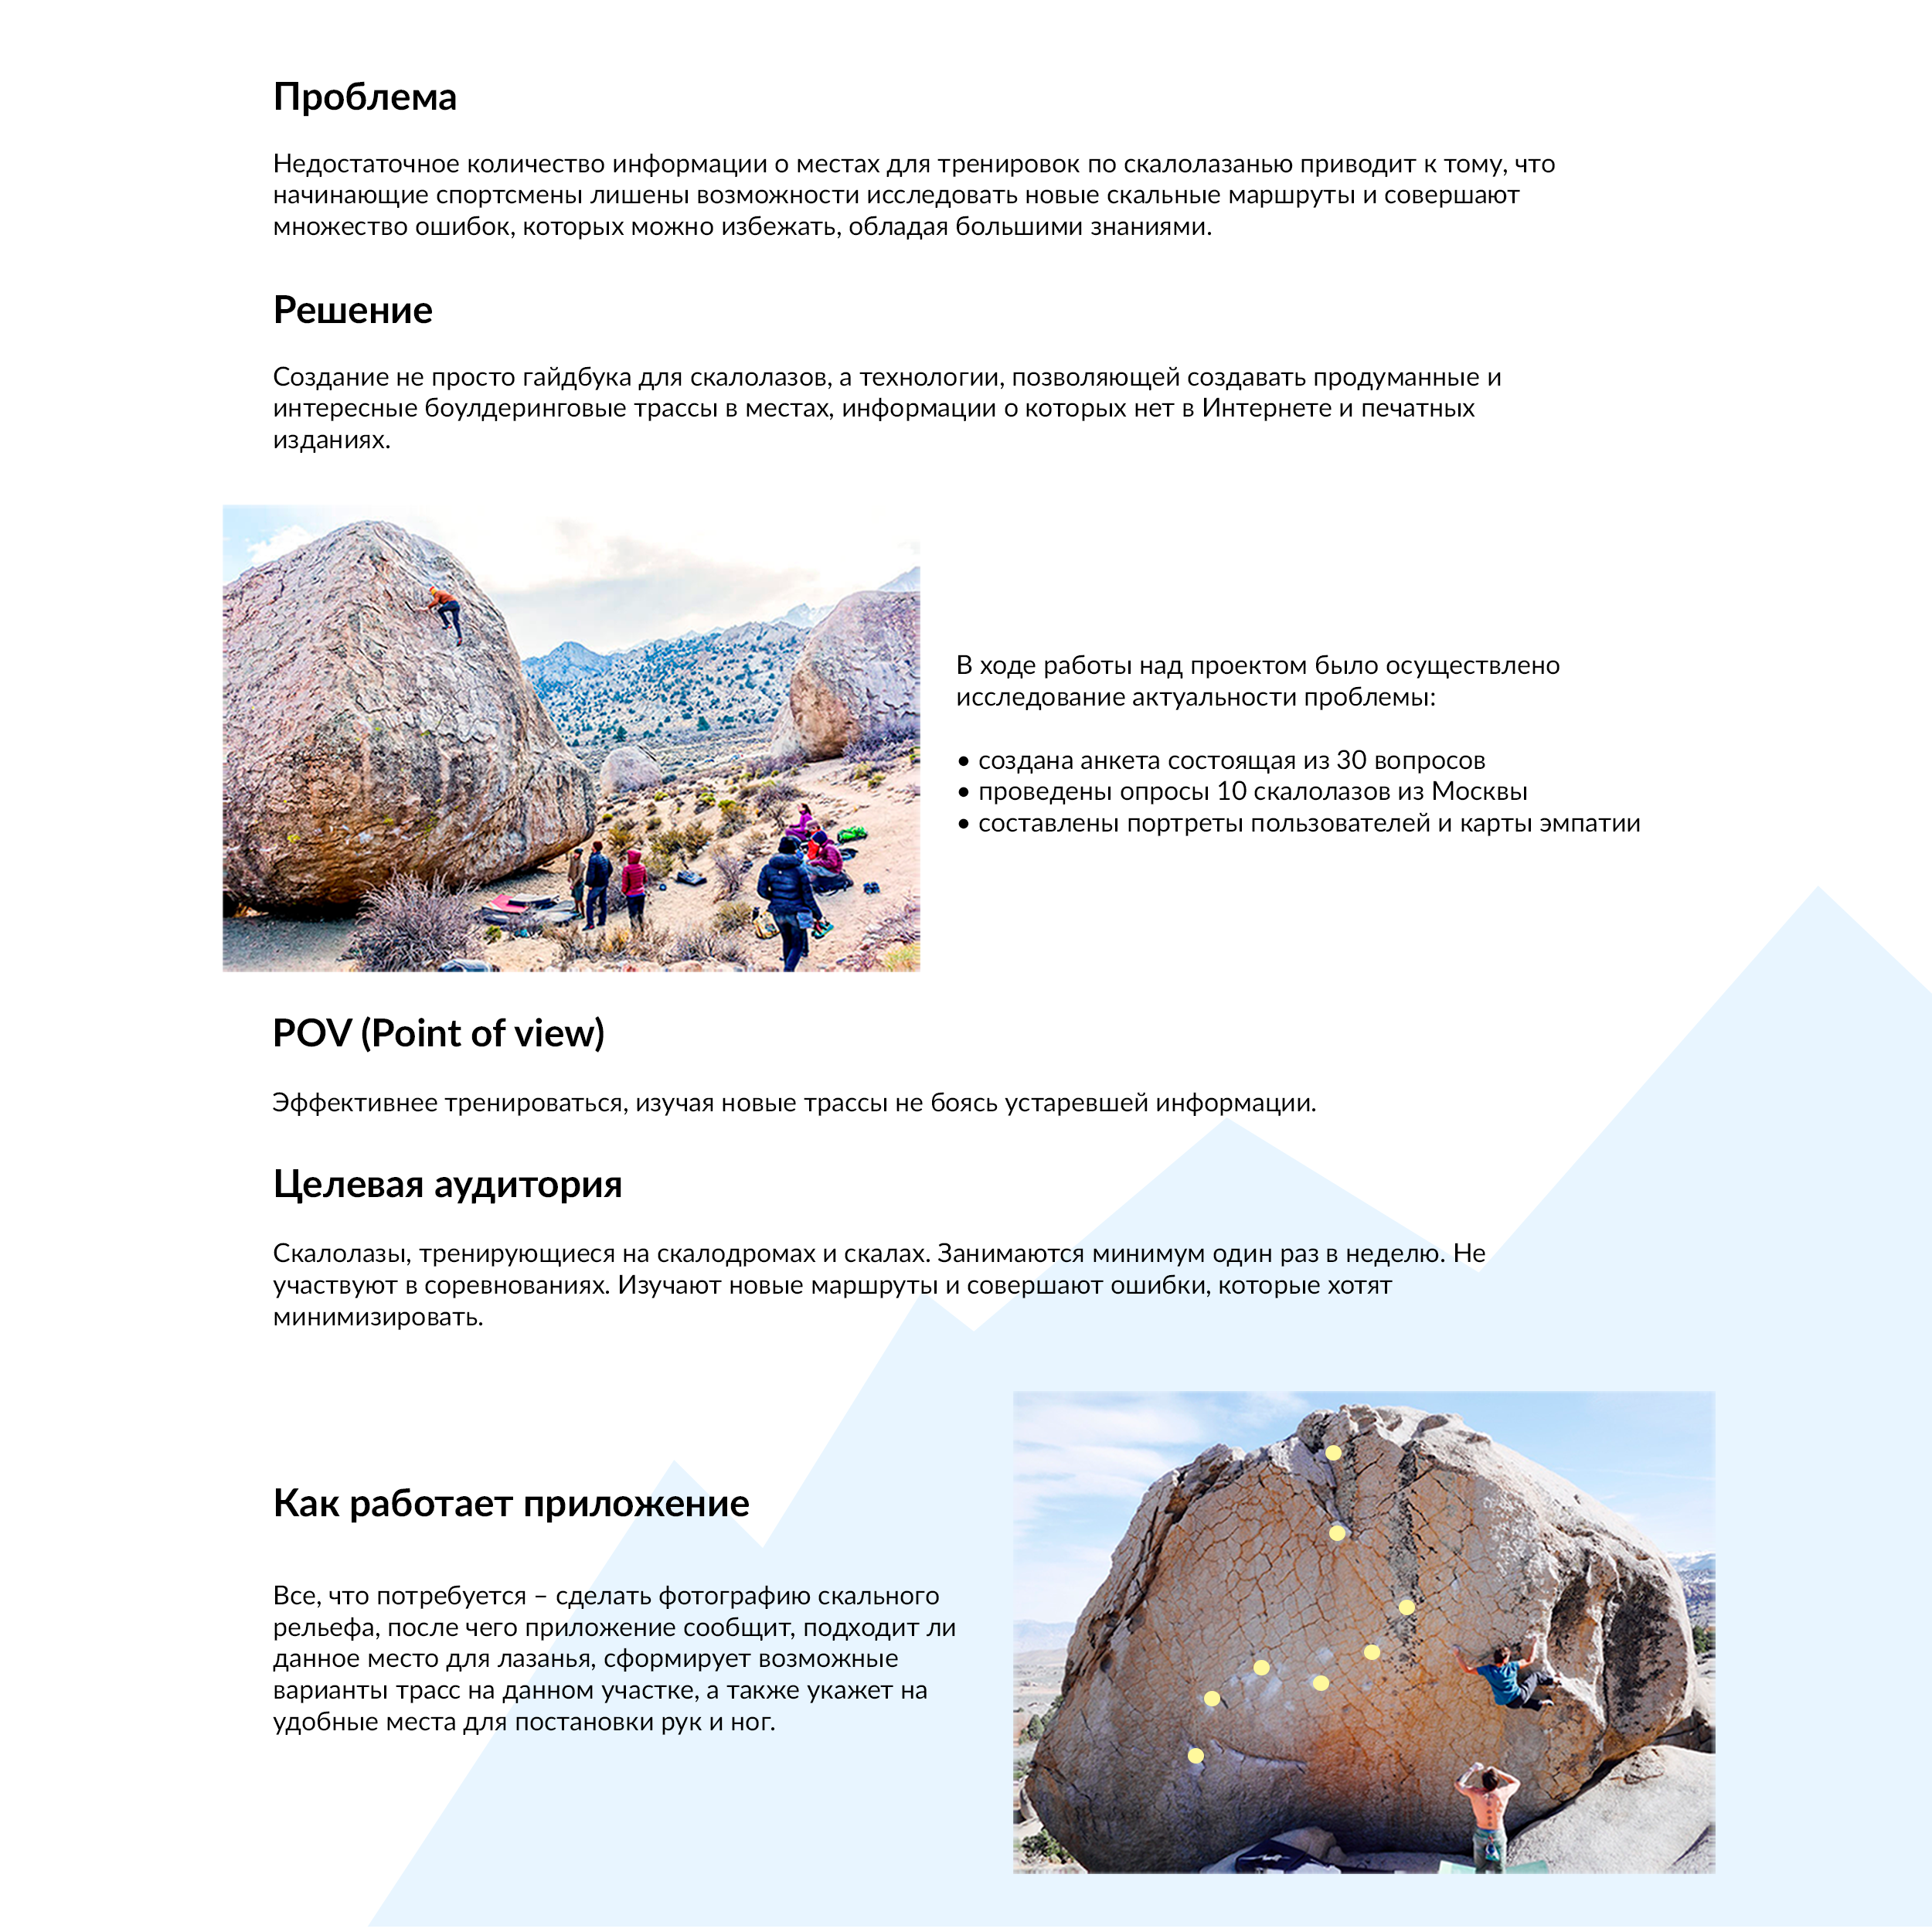 Проблема
Недостаточное количество информации о местах для тренировок по скалолазанью приводит к тому, что
начинающие спортсмены лишены возможности исследовать новые скальные маршруты и совершают
множество ошибок, которых можно избежать, обладая большими знаниями.
Решение
Создание не просто гайдбука для скалолазов, а технологии, позволяющей создавать продуманные и
интересные боулдеринговые трассы в местах, информации о которых нет в Интернете и печатных
изданиях.
В ходе работы над проектом было осуществлено
исследование актуальности проблемы:
• создана анкета состоящая из 30 вопросов
• проведены опросы 10 скалолазов из Москвы
• составлены портреты пользователей и карты эмпатии
POV (Point of view)
Эффективнее тренироваться, изучая новые трассы не боясь устаревшей информации.
Целевая аудитория
Скалолазы, тренирующиеся на скалодромах и скалах. Занимаются минимум один раз в неделю. Не
участвуют в соревнованиях. Изучают новые маршруты и совершают ошибки, которые хотят
минимизировать.
Как работает приложение
Все, что потребуется – сделать фотографию скального
рельефа, после чего приложение сообщит, подходит ли
данное место для лазанья, сформирует возможные
варианты трасс на данном участке, а также укажет на
удобные места для постановки рук и ног.